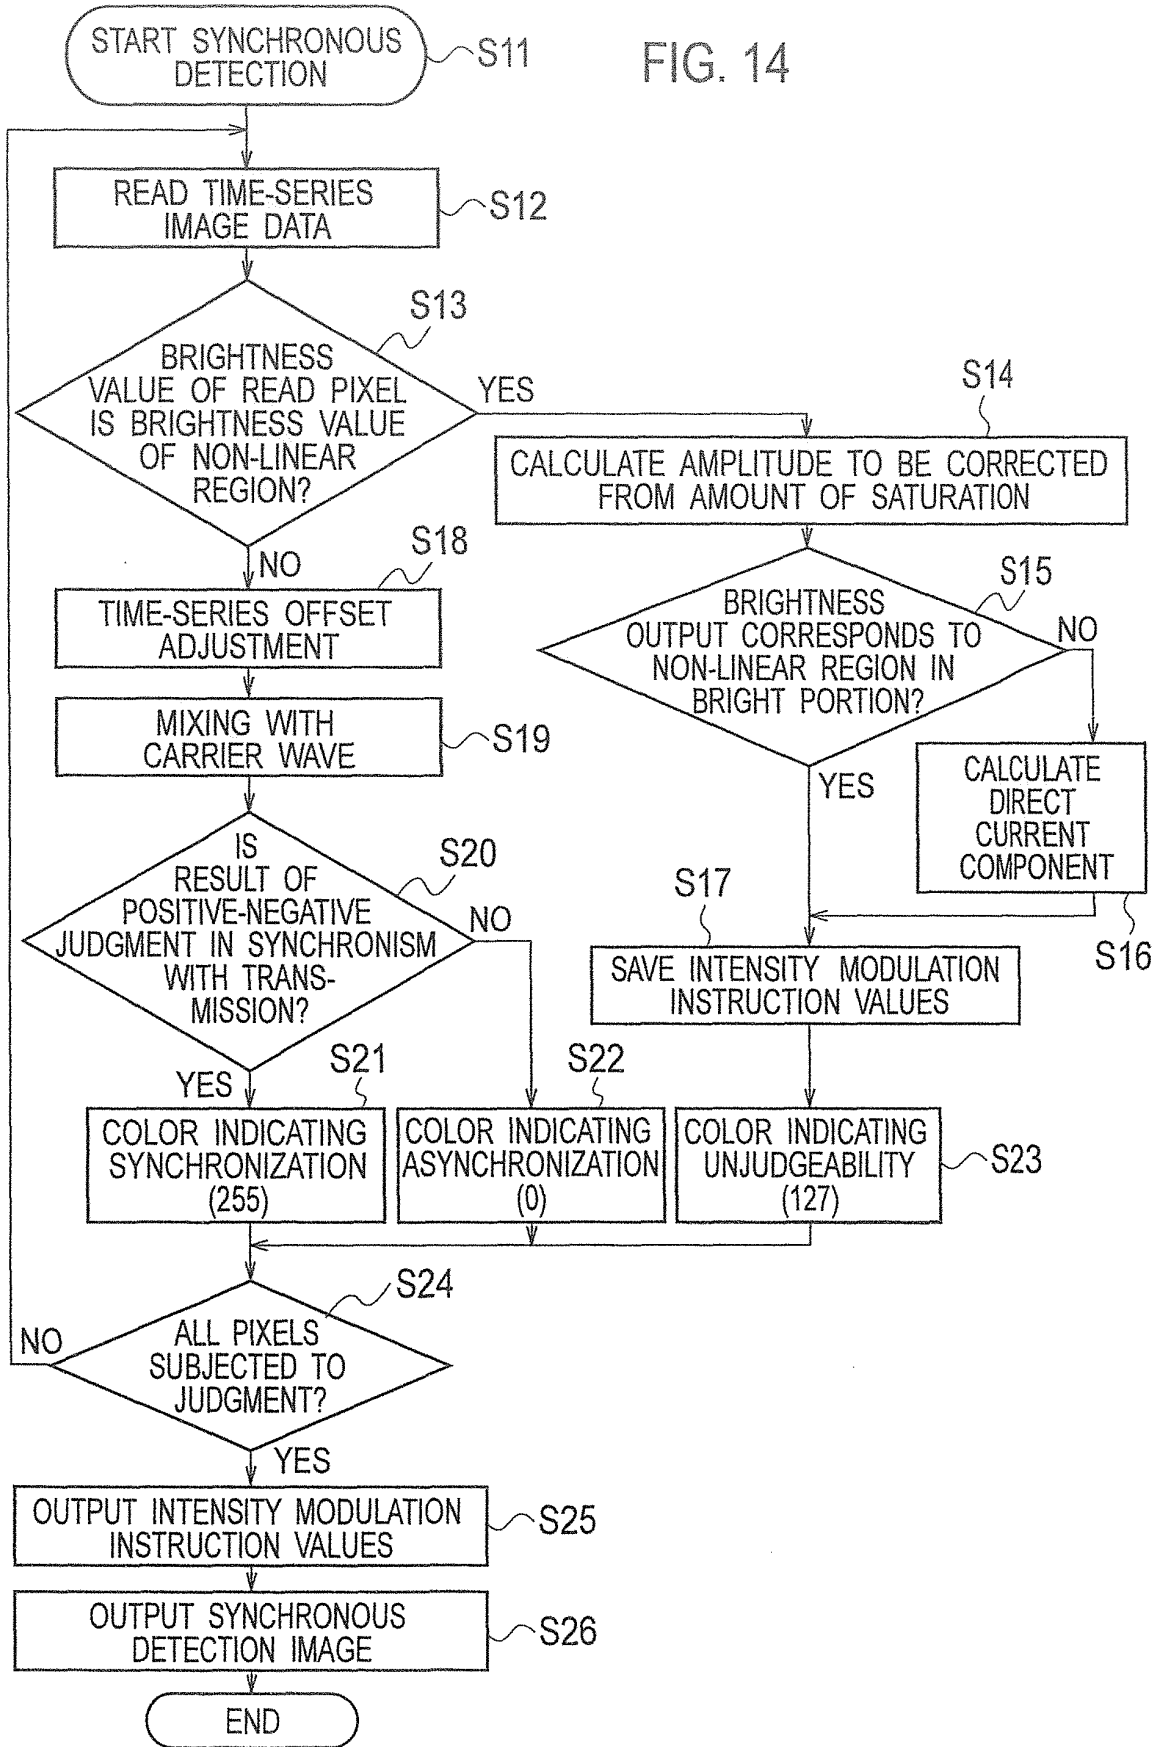 START SYNCHRONOUS
DETECTION
S11
FIG. 14
READ TIME-SERIES
IMAGE DATA
S12
S13
BRIGHTNESS
VALUE OF READ PIXEL
IS BRIGHTNESS VALUE
OF NON-LINEAR
REGION?
YES
NO
S14
CALCULATE AMPLITUDE TO BE CORRECTED
FROM AMOUNT OF SATURATION
S15
BRIGHTNESS
OUTPUT CORRESPONDS TO
NON-LINEAR REGION IN
BRIGHT PORTION?
NO
YES
CALCULATE
DIRECT
CURRENT
COMPONENT
S16
S17
SAVE INTENSITY MODULATION
INSTRUCTION VALUES
S18
TIME-SERIES OFFSET
ADJUSTMENT
MIXING WITH
CARRIER WAVE
S19
S20
IS
RESULT OF
POSITIVE-NEGATIVE
JUDGMENT IN SYNCHRONISM
WITH TRANS-
MISSION?
NO
YES
S21
COLOR INDICATING
SYNCHRONIZATION
(255)
S22
COLOR INDICATING
ASYNCHRONIZATION
(0)
COLOR INDICATING
UNJUDGEABILITY
(127)
S23
S24
ALL PIXELS
SUBJECTED TO
JUDGMENT?
NO
YES
OUTPUT INTENSITY MODULATION
INSTRUCTION VALUES
S25
OUTPUT SYNCHRONOUS
DETECTION IMAGE
S26
END